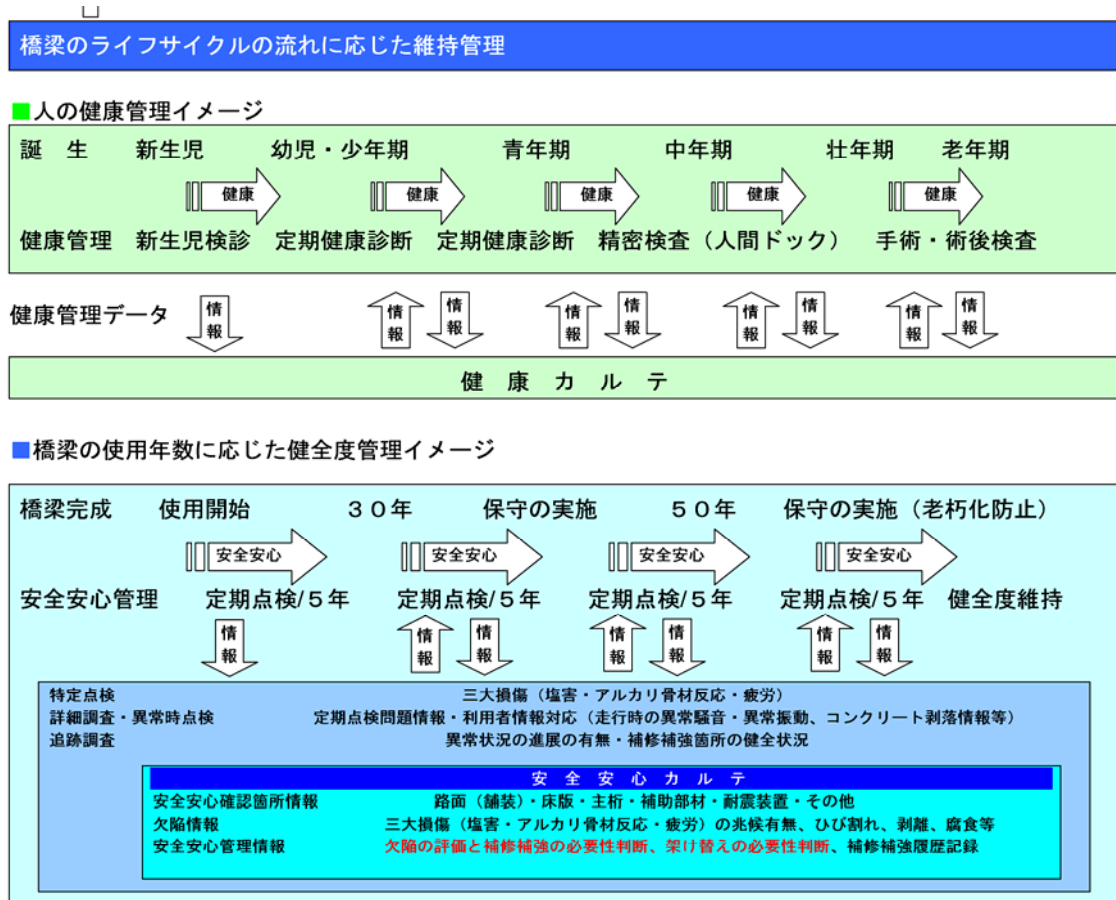 橋梁のライフサイクルの流れに応じた維持管理
■人の健康管理イメージ
誕 生 新生児 幼児・少年期 青年期 中年期 壮年期 老年期
健康 健康 健康 健康 健康
健康管理 新生児検診 定期健康診断 定期健康診断 精密検査（人間ドック） 手術・術後検査
健康管理データ 情報 情報 情報 情報 情報 情報 情報 情報 情報
健 康 カ ル テ
■橋梁の使用年数に応じた健全度管理イメージ
橋梁完成 使用開始 ３０年 保守の実施 ５０年 保守の実施（老朽化防止）
安全安心 安全安心 安全安心 安全安心
安全安心管理 定期点検/５年 定期点検/５年 定期点検/５年 定期点検/５年 健全度維持
情報 情報 情報 情報 情報 情報 情報
特定点検 三大損傷（塩害・アルカリ骨材反応・疲労）
詳細調査・異常時点検 定期点検問題情報・利用者情報対応（走行時の異常騒音・異常振動、コンクリート剥落情報等）
追跡調査 異常状況の進展の有無・補修補強箇所の健全状況
安 全 安 心 カ ル テ
安全安心確認箇所情報 路面（舗装）・床版・主桁・補助部材・耐震装置・その他
欠陥情報 三大損傷（塩害・アルカリ骨材反応・疲労）の兆候有無、ひび割れ、剥離、腐食等
安全安心管理情報 欠陥の評価と補修補強の必要性判断、架け替えの必要性判断、補修補強履歴記録